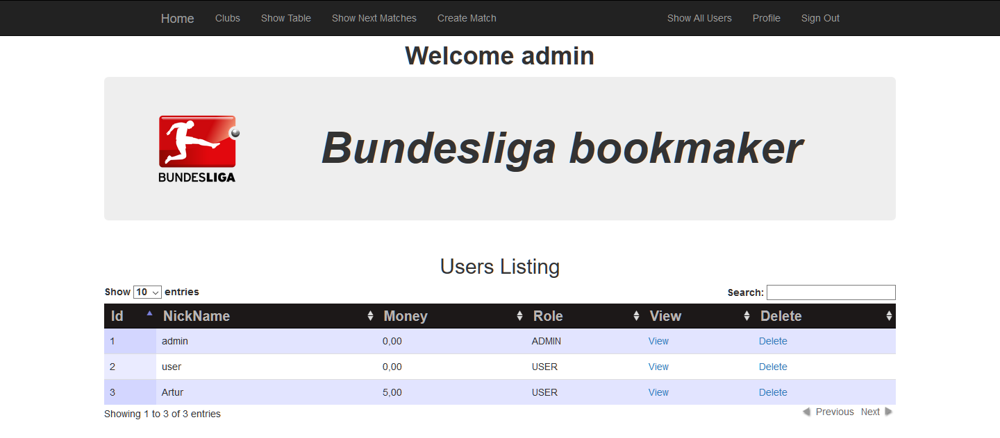 Home Clubs Show Table Show Next Matches Create Match Show All Users Profile Sign Out
Welcome admin
BUNDESLIGA
Bundesliga bookmaker
Users Listing
Show 10 entries Search:
Id NickName Money Role View Delete
1 admin 0,00 ADMIN View Delete
2 user 0,00 USER View Delete
3 Artur 5,00 USER View Delete
Showing 1 to 3 of 3 entries Previous Next